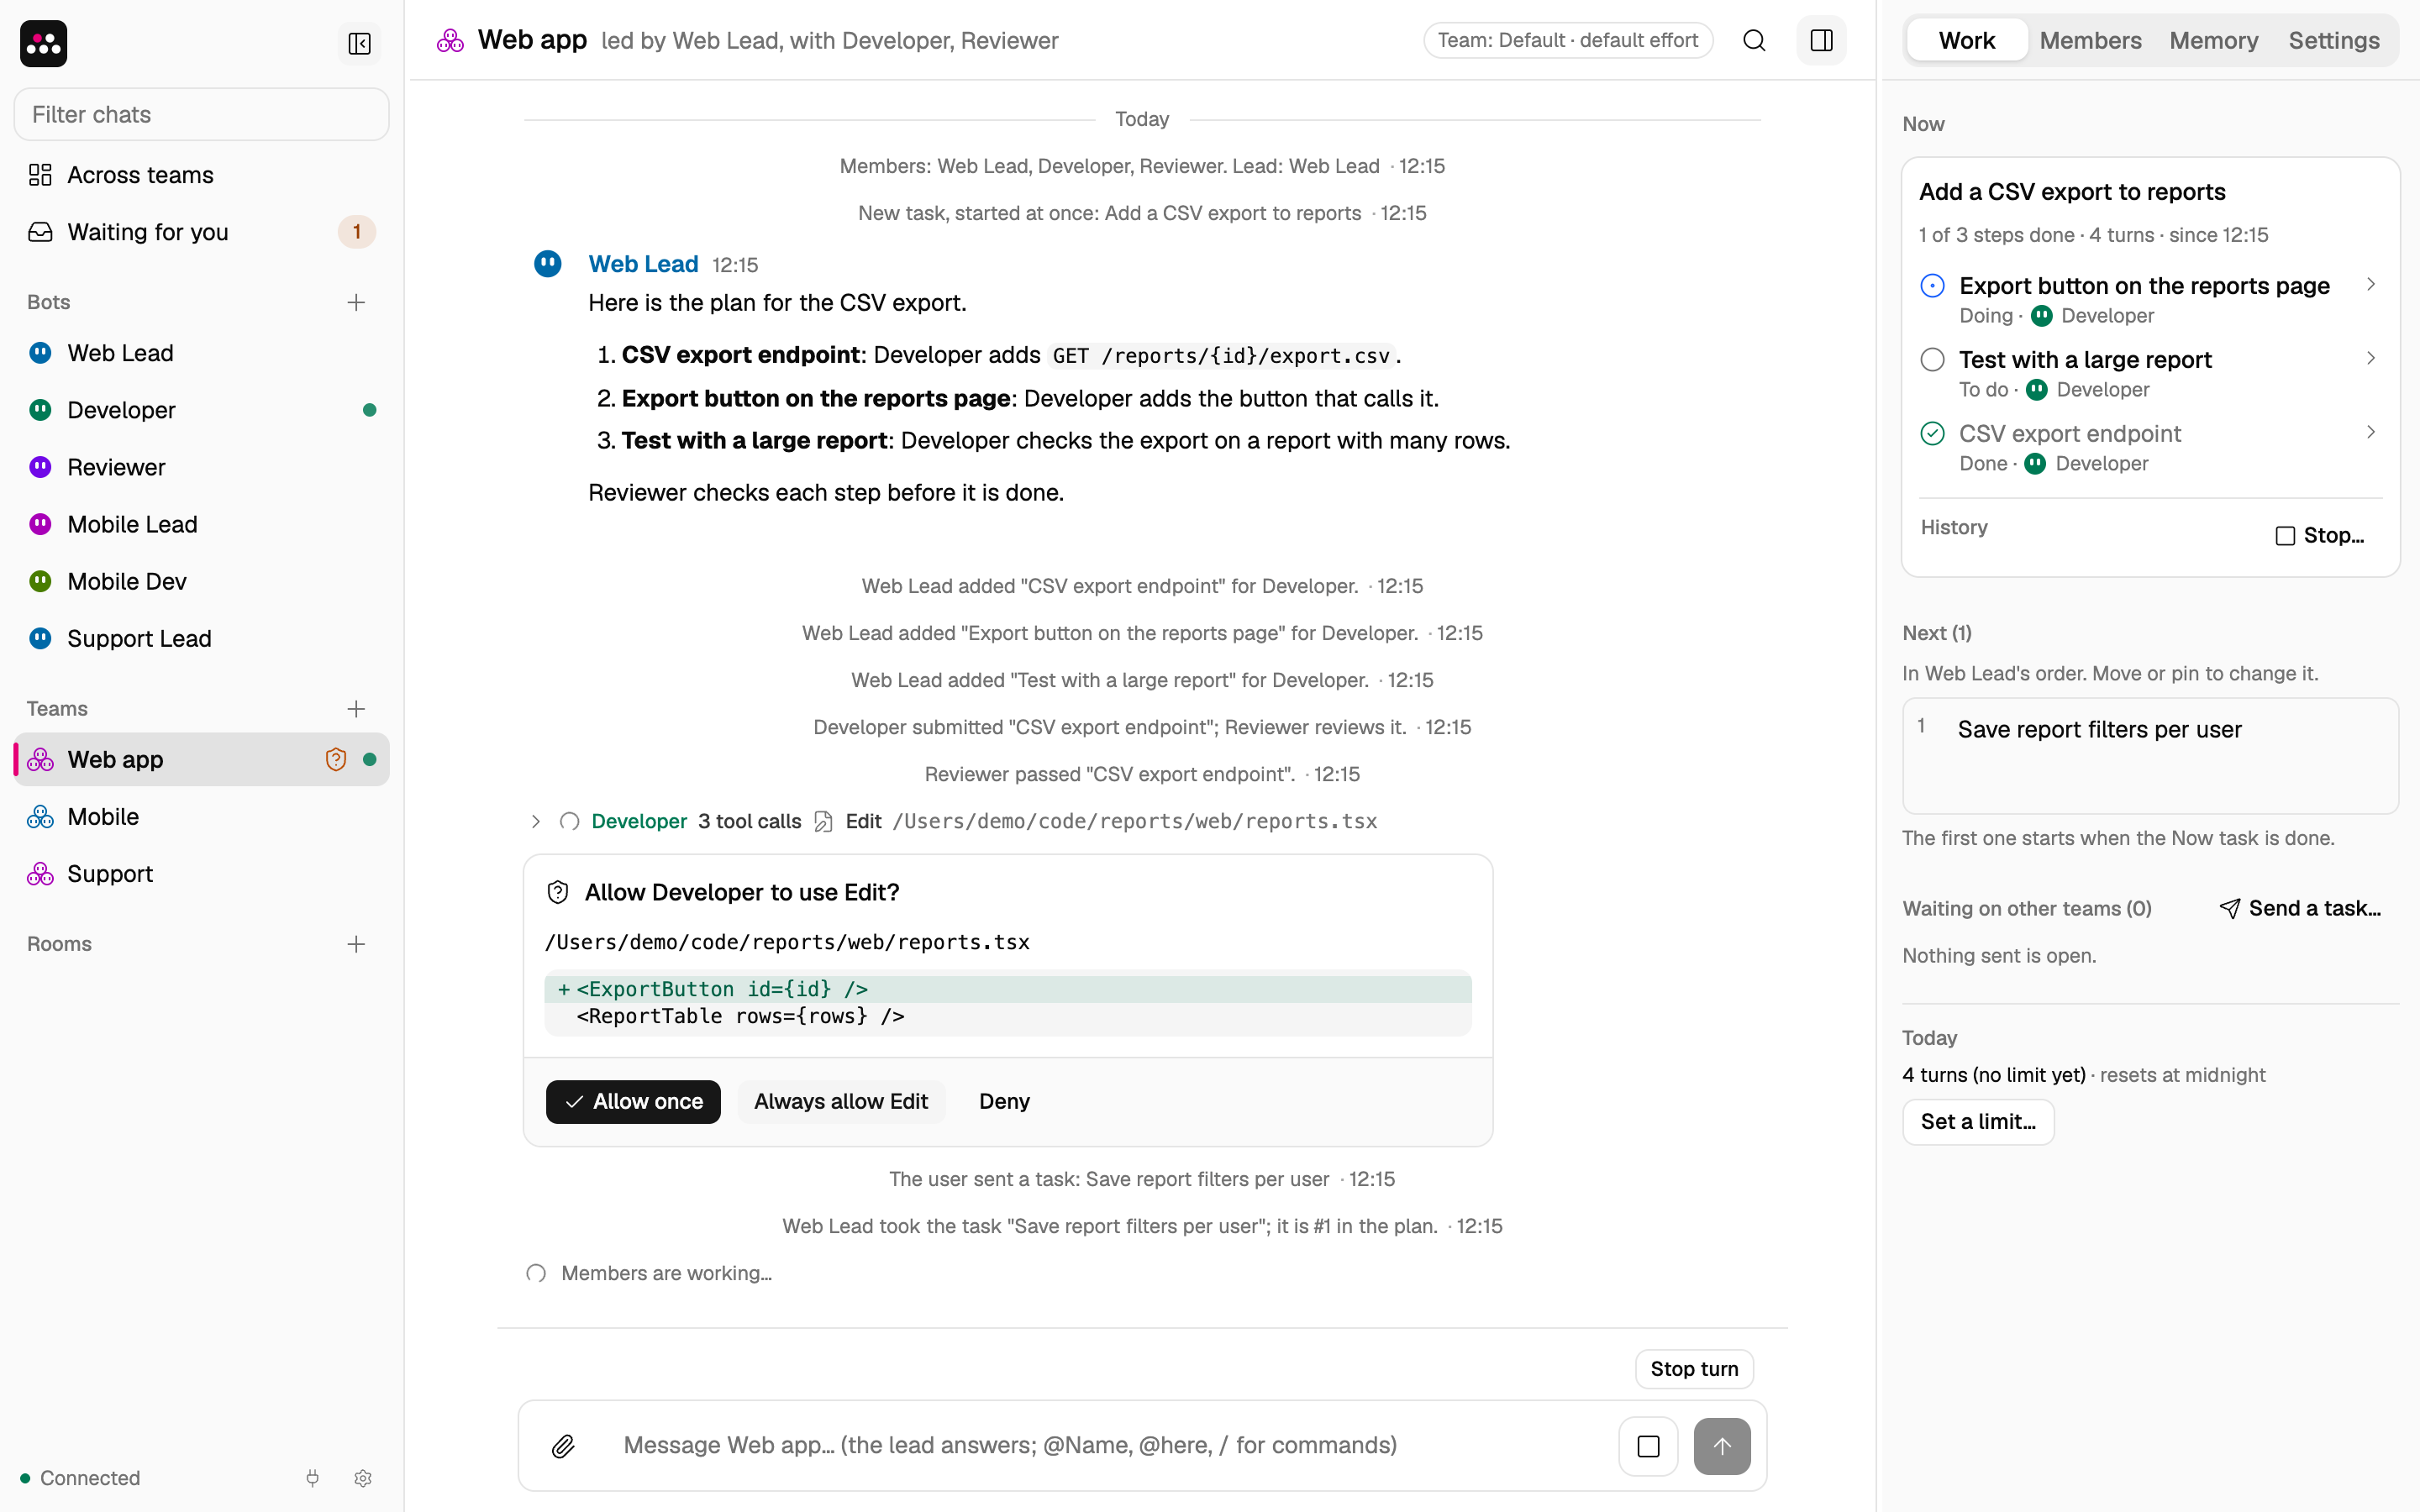 Filter chats
Across teams
Waiting for you 1
Bots
Web Lead
Developer
Reviewer
Mobile Lead
Mobile Dev
Support Lead
Teams
Web app
Mobile
Support
Rooms
Connected
Web app led by Web Lead, with Developer, Reviewer
Team: Default · default effort
Today
Members: Web Lead, Developer, Reviewer. Lead: Web Lead · 12:15
New task, started at once: Add a CSV export to reports · 12:15
Web Lead 12:15
Here is the plan for the CSV export.
1. CSV export endpoint: Developer adds GET /reports/{id}/export.csv.
2. Export button on the reports page: Developer adds the button that calls it.
3. Test with a large report: Developer checks the export on a report with many rows.
Reviewer checks each step before it is done.
Web Lead added "CSV export endpoint" for Developer. · 12:15
Web Lead added "Export button on the reports page" for Developer. · 12:15
Web Lead added "Test with a large report" for Developer. · 12:15
Developer submitted "CSV export endpoint"; Reviewer reviews it. · 12:15
Reviewer passed "CSV export endpoint". · 12:15
Developer 3 tool calls Edit /Users/demo/code/reports/web/reports.tsx
Allow Developer to use Edit?
/Users/demo/code/reports/web/reports.tsx
+ <ExportButton id={id} />
<ReportTable rows={rows} />
Allow once Always allow Edit Deny
The user sent a task: Save report filters per user · 12:15
Web Lead took the task "Save report filters per user"; it is #1 in the plan. · 12:15
Members are working...
Stop turn
Message Web app... (the lead answers; @Name, @here, / for commands)
Work Members Memory Settings
Now
Add a CSV export to reports
1 of 3 steps done · 4 turns · since 12:15
Export button on the reports page
Doing · Developer
Test with a large report
To do · Developer
CSV export endpoint
Done · Developer
History Stop...
Next (1)
In Web Lead's order. Move or pin to change it.
1 Save report filters per user
The first one starts when the Now task is done.
Waiting on other teams (0) Send a task...
Nothing sent is open.
Today
4 turns (no limit yet) · resets at midnight
Set a limit...